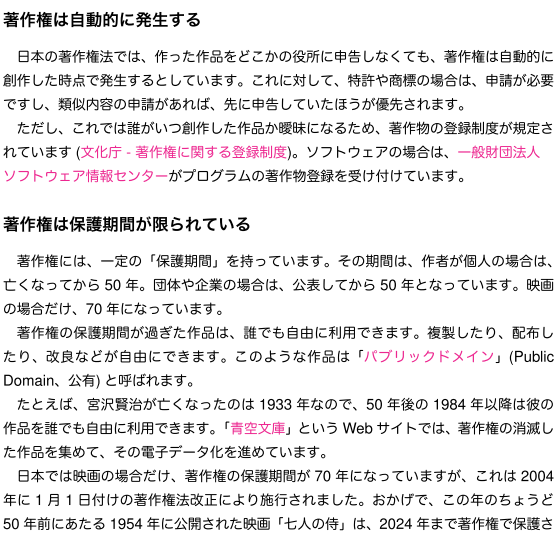 著作権は自動的に発生する
日本の著作権法では、作った作品をどこかの役所に申告しなくても、著作権は自動的に
創作した時点で発生するとしています。これに対して、特許や商標の場合は、申請が必要
ですし、類似内容の申請があれば、先に申告していたほうが優先されます。
ただし、これでは誰がいつ創作した作品か曖昧になるため、著作物の登録制度が規定さ
れています (文化庁 - 著作権に関する登録制度)。ソフトウェアの場合は、一般財団法人
ソフトウェア情報センターがプログラムの著作物登録を受け付けています。
著作権は保護期間が限られている
著作権には、一定の「保護期間」を持っています。その期間は、作者が個人の場合は、
亡くなってから 50 年。団体や企業の場合は、公表してから 50 年となっています。映画
の場合だけ、70 年になっています。
著作権の保護期間が過ぎた作品は、誰でも自由に利用できます。複製したり、配布し
たり、改良などが自由にできます。このような作品は「パブリックドメイン」(Public
Domain、公有) と呼ばれます。
たとえば、宮沢賢治が亡くなったのは 1933 年なので、50 年後の 1984 年以降は彼の
作品を誰でも自由に利用できます。「青空文庫」という Web サイトでは、著作権の消滅し
た作品を集めて、その電子データ化を進めています。
日本では映画の場合だけ、著作権の保護期間が 70 年になっていますが、これは 2004
年に 1 月 1 日付けの著作権法改正により施行されました。おかげで、この年のちょうど
50 年前にあたる 1954 年に公開された映画「七人の侍」は、2024 年まで著作権で保護さ